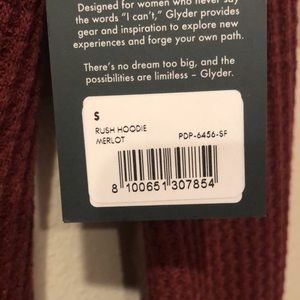 Designed for women who never say
the words “I can’t,” Glyder provides
gear and inspiration to explore new
experiences and forge your own path.
There’s no dream too big, and the
possibilities are limitless – Glyder.
S
RUSH HOODIE
MERLOT PDP-6456-SF
8 100651 307854